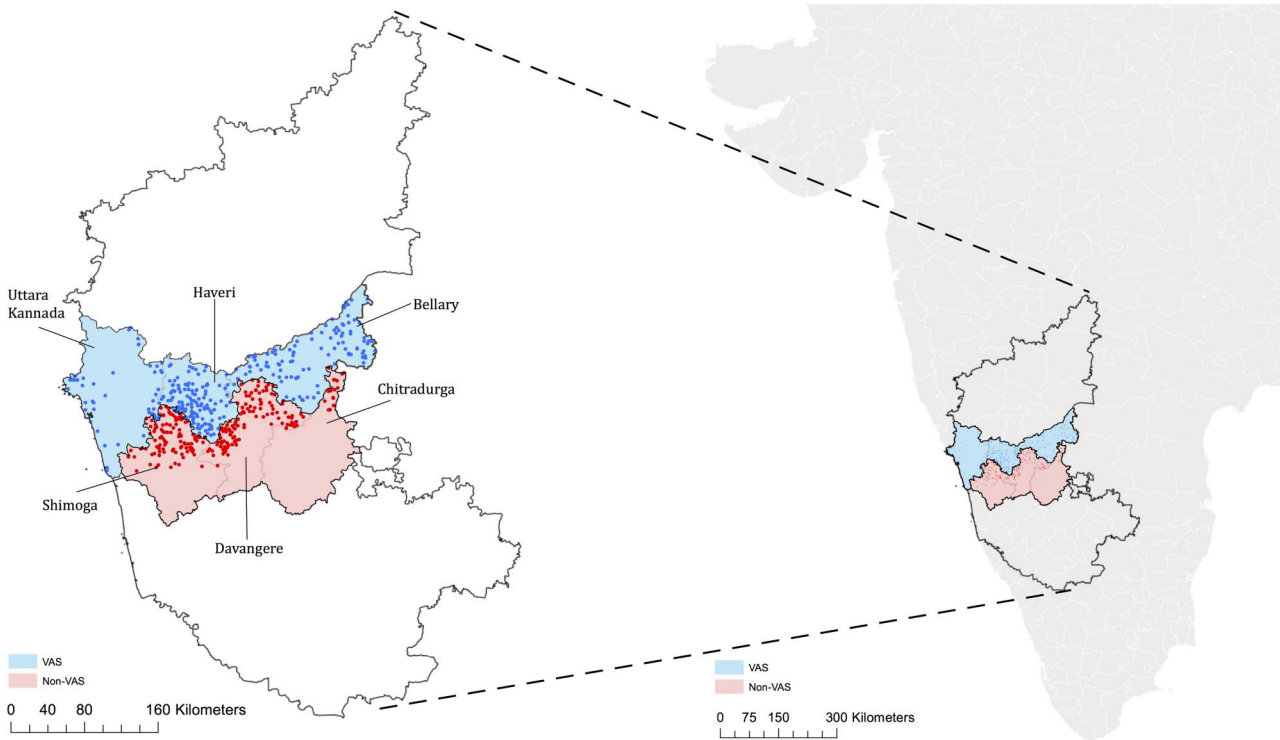 Uttara
Kannada
Haveri
Bellary
Chitradurga
Shimoga
Davangere
VAS
Non-VAS
0 40 80 160 Kilometers
VAS
Non-VAS
0 75 150 300 Kilometers